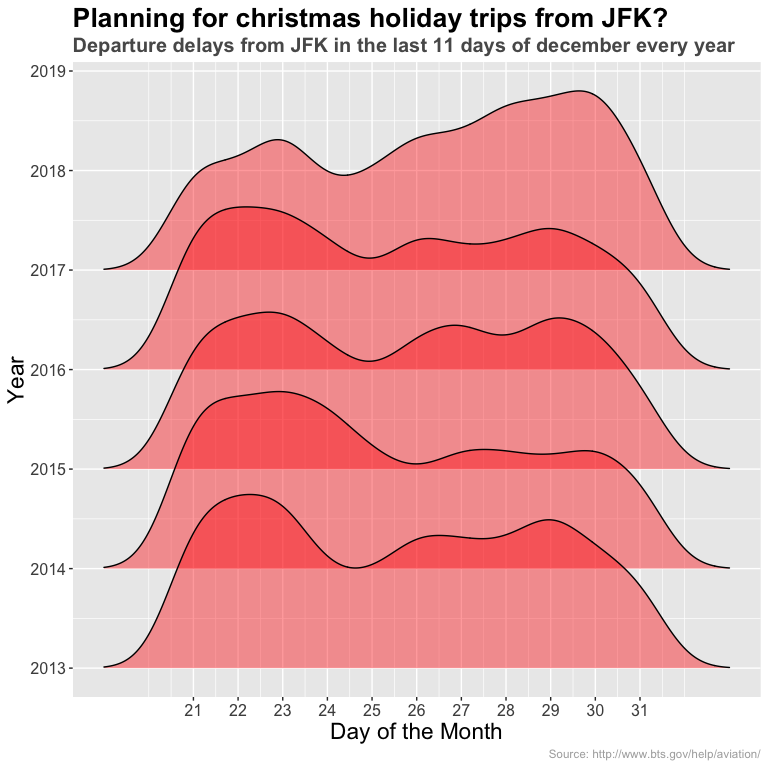 Planning for christmas holiday trips from JFK?
Departure delays from JFK in the last 11 days of december every year
2019
2018
2017
2016
2015
2014
2013
Year
21 22 23 24 25 26 27 28 29 30 31
Day of the Month
Source: http://www.bts.gov/help/aviation/